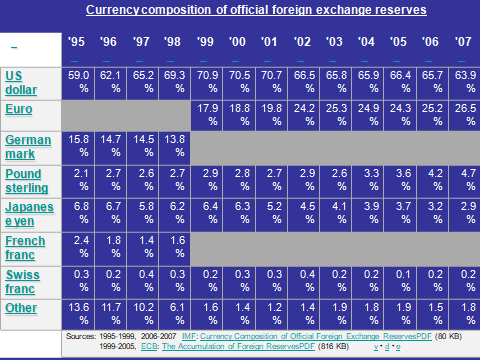 Currency composition of official foreign exchange reserves
'95 '96 '97 '98 '99 '00 '01 '02 '03 '04 '05 '06 '07
US dollar 59.0% 62.1% 65.2% 69.3% 70.9% 70.5% 70.7% 66.5% 65.8% 65.9% 66.4% 65.7% 63.9%
Euro 17.9% 18.8% 19.8% 24.2% 25.3% 24.9% 24.3% 25.2% 26.5%
German mark 15.8% 14.7% 14.5% 13.8%
Pound sterling 2.1% 2.7% 2.6% 2.7% 2.9% 2.8% 2.7% 2.9% 2.6% 3.3% 3.6% 4.2% 4.7%
Japanese yen 6.8% 6.7% 5.8% 6.2% 6.4% 6.3% 5.2% 4.5% 4.1% 3.9% 3.7% 3.2% 2.9%
French franc 2.4% 1.8% 1.4% 1.6%
Swiss franc 0.3% 0.2% 0.4% 0.3% 0.2% 0.3% 0.3% 0.4% 0.2% 0.2% 0.1% 0.2% 0.2%
Other 13.6% 11.7% 10.2% 6.1% 1.6% 1.4% 1.2% 1.4% 1.9% 1.8% 1.9% 1.5% 1.8%
Sources: 1995-1999, 2006-2007 IMF: Currency Composition of Official Foreign Exchange ReservesPDF (80 KB)
1999-2005, ECB: The Accumulation of Foreign ReservesPDF (816 KB) v • d • e